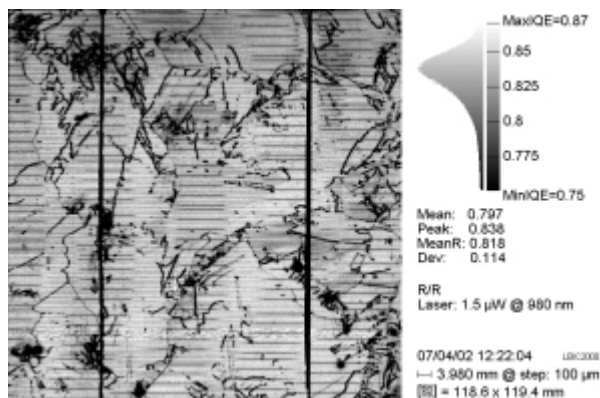 MaxIQE=0.87
0.85
0.825
0.8
0.775
MinIQE=0.75
Mean: 0.797
Peak: 0.838
MeanR: 0.818
Dev: 0.114
R/R
Laser: 1.5 µW @ 980 nm
07/04/02 12:22:04 LBIC2000
3.980 mm @ step: 100 µm
= 118.6 x 119.4 mm